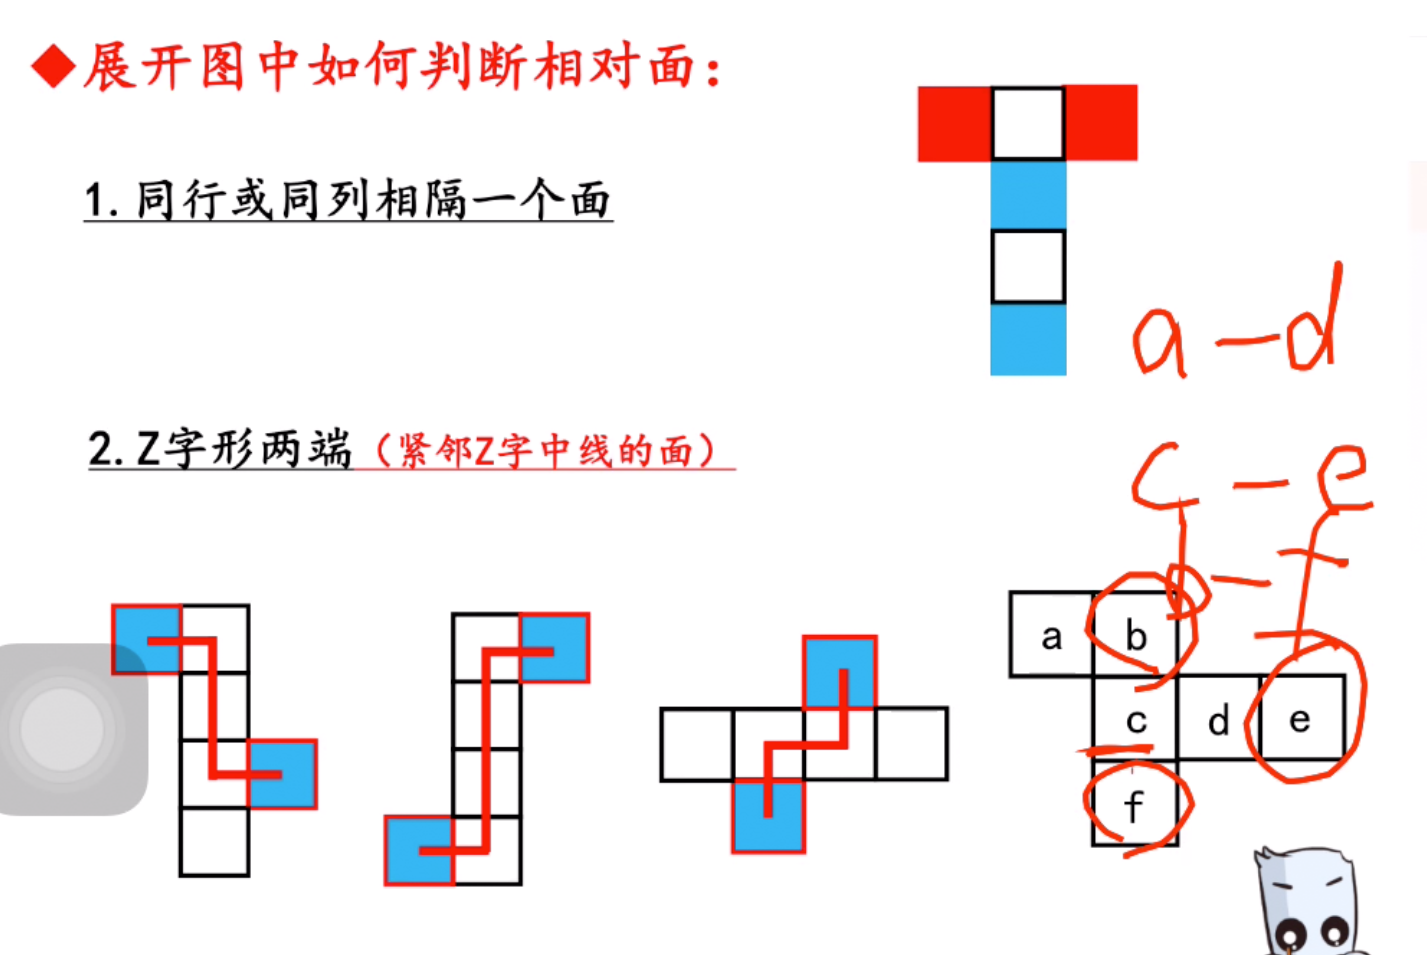 ◆展开图中如何判断相对面:
1.同行或同列相隔一个面
a-d
2.Z字形两端(紧邻Z字中线的面)
c-e
b-f
a b
c d e
f